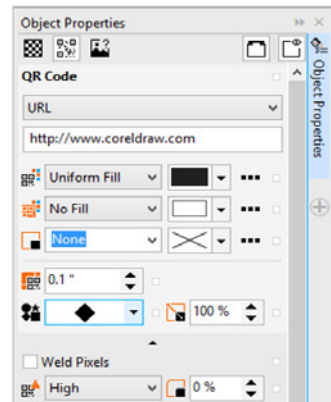 Object Properties
QR Code
URL
http://www.coreldraw.com
Uniform Fill
No Fill
None
0.1 "
100 %
Weld Pixels
High
0 %
Object Properties